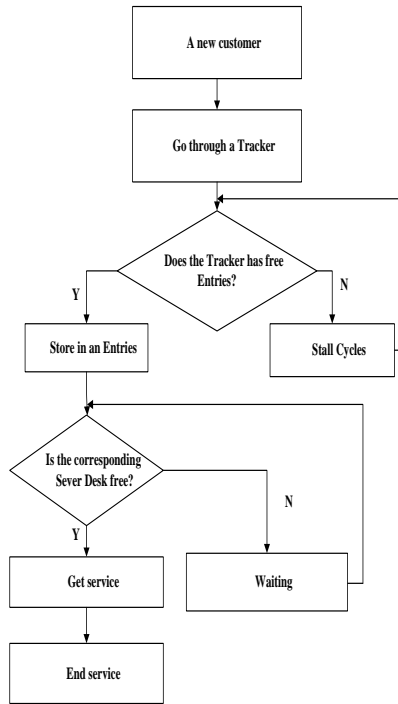 A new customer
Go through a Tracker
Does the Tracker has free
Entries?
Y
N
Store in an Entries
Stall Cycles
Is the corresponding
Sever Desk free?
N
Y
Get service
Waiting
End service